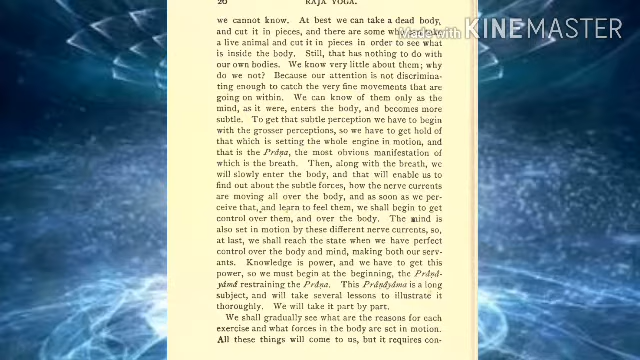 20 RAJA YOGA.
we cannot know. At best we can take a dead body,
and cut it in pieces, and there are some who can take
Made with KINEMASTER
a live animal and cut it in pieces in order to see what
is inside the body. Still, that has nothing to do with
our own bodies. We know very little about them; why
do we not? Because our attention is not discrimina-
ting enough to catch the very fine movements that are
going on within. We can know of them only as the
mind, as it were, enters the body, and becomes more
subtle. To get that subtle perception we have to begin
with the grosser perceptions, so we have to get hold of
that which is setting the whole engine in motion, and
that is the Prâṇa, the most obvious manifestation of
which is the breath. Then, along with the breath, we
will slowly enter the body, and that will enable us to
find out about the subtle forces, how the nerve currents
are moving all over the body, and as soon as we per-
ceive that, and learn to feel them, we shall begin to get
control over them, and over the body. The mind is
also set in motion by these different nerve currents, so,
at last, we shall reach the state when we have perfect
control over the body and mind, making both our serv-
ants. Knowledge is power, and we have to get this
power, so we must begin at the beginning, the Prâṇâ-
yâmâ restraining the Prâṇa. This Prâṇâyâma is a long
subject, and will take several lessons to illustrate it
thoroughly. We will take it part by part.
We shall gradually see what are the reasons for each
exercise and what forces in the body are set in motion.
All these things will come to us, but it requires con-